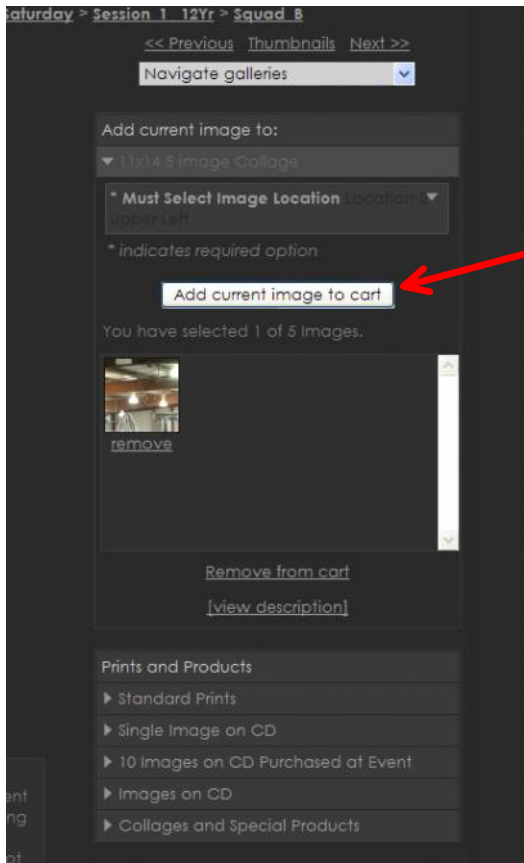 Saturday > Session 1 12Yr > Squad B
<< Previous Thumbnails Next >>
Navigate galleries
Add current image to:
11x14 5 image Collage
* Must Select Image Location Location 2
Upper Left
* indicates required option
Add current image to cart
You have selected 1 of 5 Images.
remove
Remove from cart
[view description]
Prints and Products
Standard Prints
Single Image on CD
10 Images on CD Purchased at Event
Images on CD
Collages and Special Products